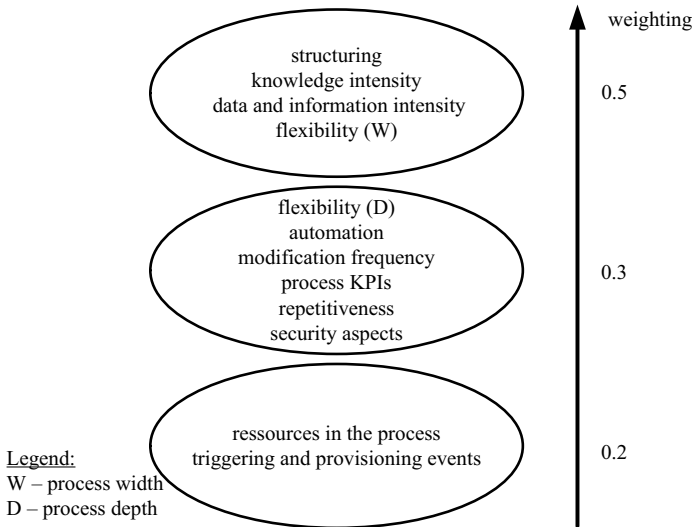 weighting
structuring
knowledge intensity
data and information intensity
flexibility (W)
0.5
flexibility (D)
automation
modification frequency
process KPIs
repetitiveness
security aspects
0.3
ressources in the process
triggering and provisioning events
0.2
Legend:
W – process width
D – process depth